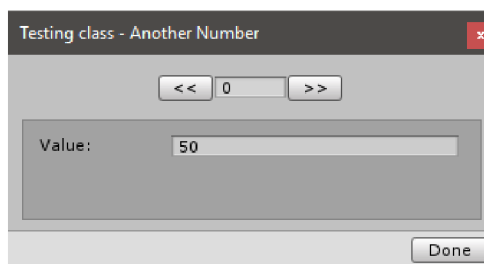 Testing class - Another Number x
<< 0 >>
Value: 50
Done